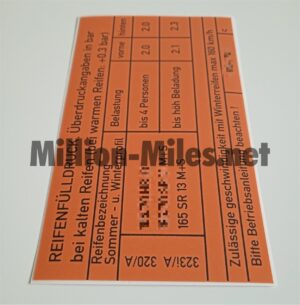 REIFENFÜLLDRUCK Überdruckangaben in bar
bei kalten Reifen(bei warmen Reifen: +0,3 bar)
Reifenbezeichnung
Sommer - u. Winterprofil
Belastung
vorne
hinten
165 SR 13 M+S
bis 4 Personen
2.0
2.0
bis höh Beladung
2.1
2.3
323i/A
320/A
Zulässige geschwindigkeit mit Winterreifen max 160 km/h
Bitte Betriebsanleitung beachten!
Million-Miles.net